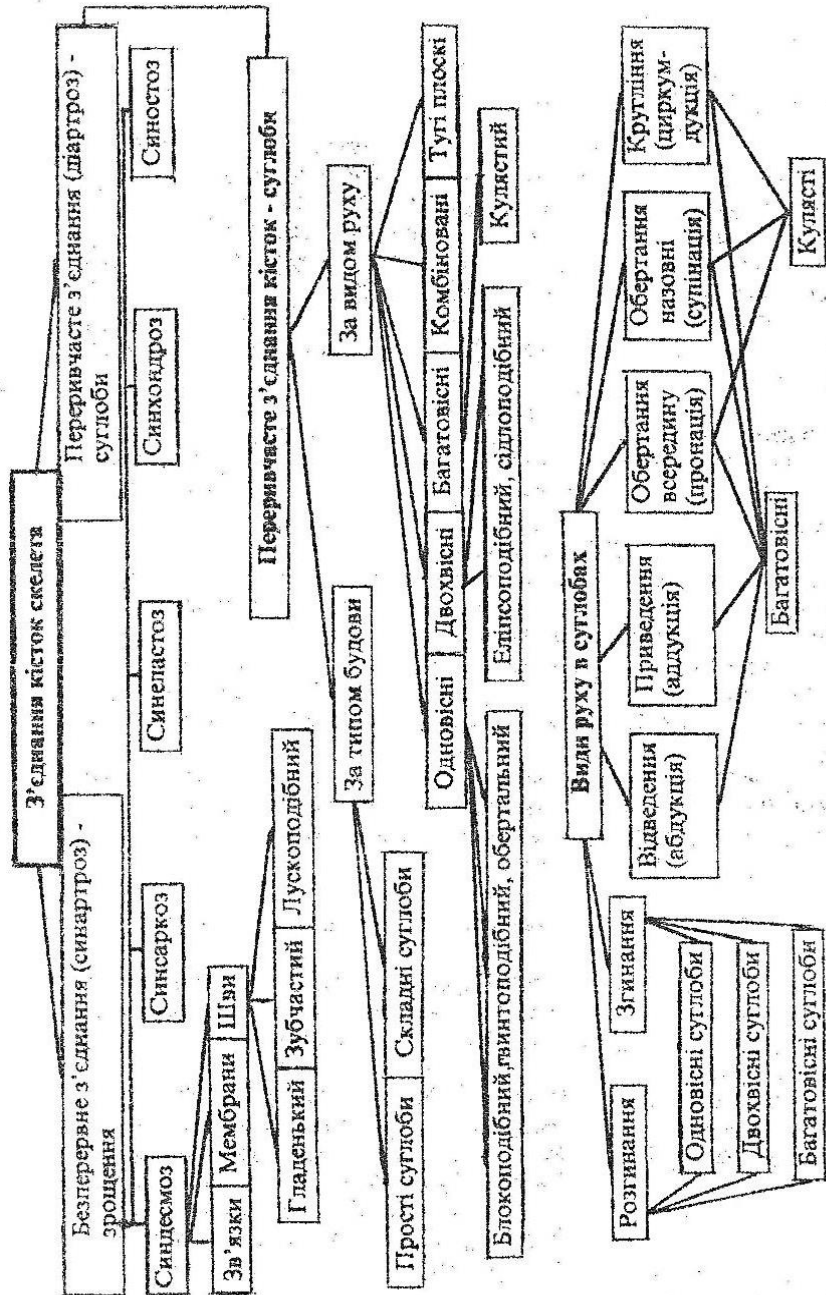 З’єднання кісток скелета
Безперервне з’єднання (синартроз) -
зрощення
Переривчасте з’єднання (діартроз) -
суглоби
Синдесмоз
Синсаркоз
Синеластоз
Синхондроз
Синостоз
Зв’язки
Мембрани
Шви
Гладенький
Зубчастий
Лускоподібний
Переривчасте з’єднання кісток - суглоби
За типом будови
За видом руху
Прості суглоби
Складні суглоби
Одновісні
Двохвісні
Багатовісні
Комбіновані
Тугі плоскі
Блокоподібний,гвинтоподібний, обертальний
Еліпсоподібний, сідлоподібний
Кулястий
Види руху в суглобах
Розгинання
Згинання
Відведення
(абдукція)
Приведення
(аддукція)
Обертання
всередину
(пронація)
Обертання
назовні
(супінація)
Кругління
(циркум-
дукція)
Одновісні суглоби
Двохвісні суглоби
Багатовісні суглоби
Багатовісні
Кулясті